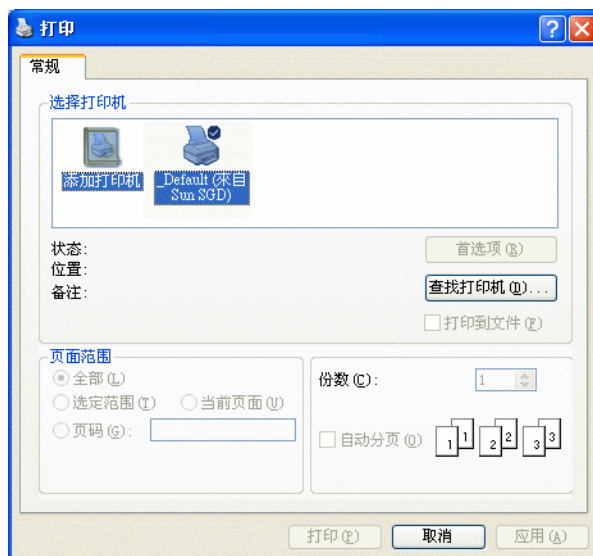 打印
常规
选择打印机
添加打印机
_Default (来自
Sun SGD)
状态:
位置:
备注:
首选项(R)
查找打印机(D)...
打印到文件(F)
页面范围
全部(L)
选定范围(T) 当前页面(U)
页码(G):
份数(C): 1
自动分页(O)
1 1 2 2 3 3
打印(P) 取消 应用(A)